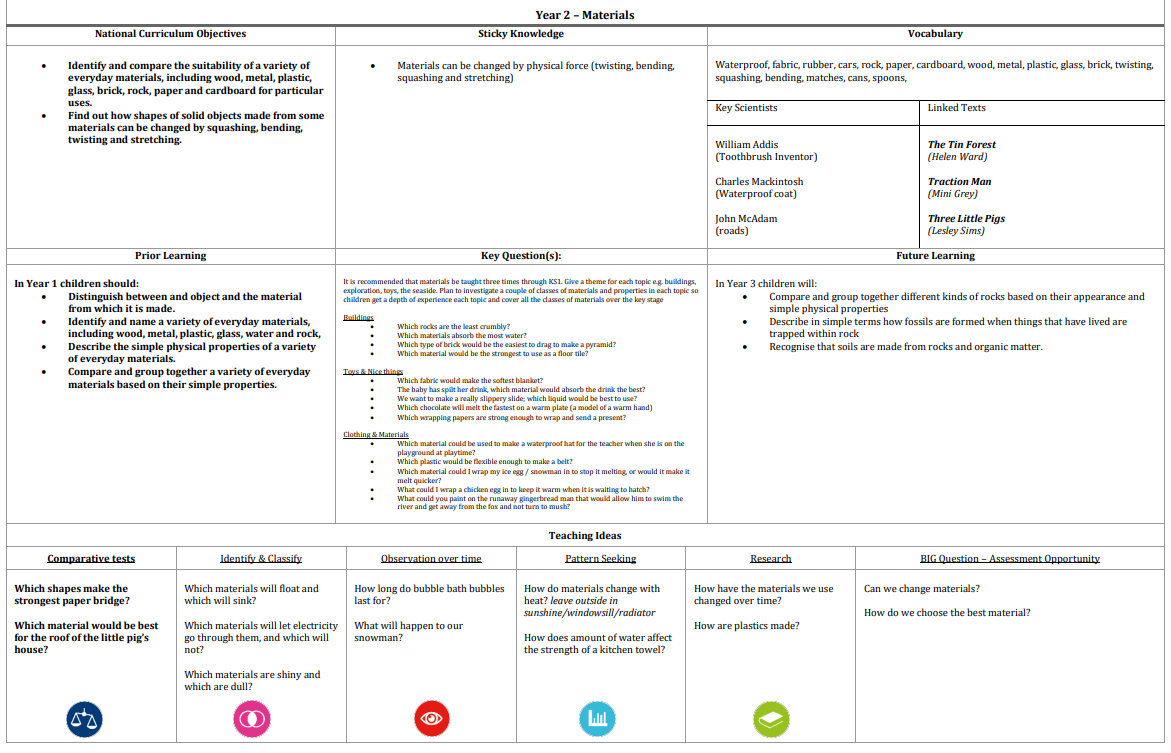 Year 2 – Materials
National Curriculum Objectives
Sticky Knowledge
Vocabulary
• Identify and compare the suitability of a variety of
everyday materials, including wood, metal, plastic,
glass, brick, rock, paper and cardboard for particular
uses.
• Find out how shapes of solid objects made from some
materials can be changed by squashing, bending,
twisting and stretching.
• Materials can be changed by physical force (twisting, bending,
squashing and stretching)
Waterproof, fabric, rubber, cars, rock, paper, cardboard, wood, metal, plastic, glass, brick, twisting,
squashing, bending, matches, cans, spoons,
Key Scientists
William Addis
(Toothbrush Inventor)
Charles Mackintosh
(Waterproof coat)
John McAdam
(roads)
Linked Texts
The Tin Forest
(Helen Ward)
Traction Man
(Mini Grey)
Three Little Pigs
(Lesley Sims)
Prior Learning
Key Question(s):
Future Learning
In Year 1 children should:
• Distinguish between and object and the material
from which it is made.
• Identify and name a variety of everyday materials,
including wood, metal, plastic, glass, water and rock,
• Describe the simple physical properties of a variety
of everyday materials.
• Compare and group together a variety of everyday
materials based on their simple properties.
It is recommended that materials be taught three times through KS1. Give a theme for each topic e.g. buildings,
exploration, toys, the seaside. Plan to investigate a couple of classes of materials and properties in each topic so
children get a depth of experience each topic and cover all the classes of materials over the key stage
Buildings
• Which rocks are the least crumbly?
• Which materials absorb the most water?
• Which type of brick would be the easiest to drag to make a pyramid?
• Which material would be the strongest to use as a floor tile?
Toys & Nice things
• Which fabric would make the softest blanket?
• The baby has spilt her drink, which material would absorb the drink the best?
• We want to make a really slippery slide; which liquid would be best to use?
• Which chocolate will melt the fastest on a warm plate (a model of a warm hand)
• Which wrapping papers are strong enough to wrap and send a present?
Clothing & Materials
• Which material could be used to make a waterproof hat for the teacher when she is on the
playground at playtime?
• Which plastic would be flexible enough to make a belt?
• Which material could I wrap my ice egg / snowman in to stop it melting, or would it make it
melt quicker?
• What could I wrap a chicken egg in to keep it warm when it is waiting to hatch?
• What could you paint on the runaway gingerbread man that would allow him to swim the
river and get away from the fox and not turn to mush?
In Year 3 children will:
• Compare and group together different kinds of rocks based on their appearance and
simple physical properties
• Describe in simple terms how fossils are formed when things that have lived are
trapped within rock
• Recognise that soils are made from rocks and organic matter.
Teaching Ideas
Comparative tests
Identify & Classify
Observation over time
Pattern Seeking
Research
BIG Question – Assessment Opportunity
Which shapes make the
strongest paper bridge?
Which material would be best
for the roof of the little pig's
house?
Which materials will float and
which will sink?
Which materials will let electricity
go through them, and which will
not?
Which materials are shiny and
which are dull?
How long do bubble bath bubbles
last for?
What will happen to our
snowman?
How do materials change with
heat? leave outside in
sunshine/windowsill/radiator
How does amount of water affect
the strength of a kitchen towel?
How have the materials we use
changed over time?
How are plastics made?
Can we change materials?
How do we choose the best material?